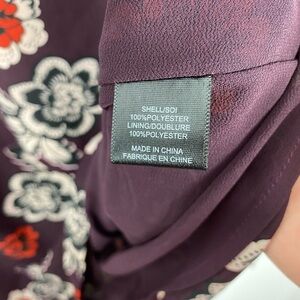 SHELL/SOI
100%POLYESTER
LINING/DOUBLURE
100%POLYESTER
MADE IN CHINA
FABRIQUE EN CHINE